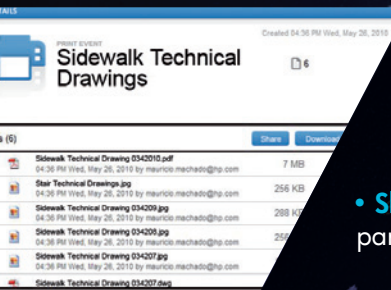 DETAILS
Created 04:36 PM Wed, May 26, 2010
PRINT EVENT
Sidewalk Technical
Drawings
6
(6)
Share Download
Sidewalk Technical Drawing 0342010.pdf
04:36 PM Wed, May 26, 2010 by mauricio.machado@hp.com
7 MB
Stair Technical Drawings.jpg
04:36 PM Wed, May 26, 2010 by mauricio.machado@hp.com
256 KB
Sidewalk Technical Drawing 034209.jpg
04:36 PM Wed, May 26, 2010 by mauricio.machado@hp.com
288 K
Sidewalk Technical Drawing 034208.jpg
04:36 PM Wed, May 26, 2010 by mauricio.machado@hp.com
256
Sidewalk Technical Drawing 034207.jpg
04:36 PM Wed, May 26, 2010 by mauricio.machado@hp.com
Sidewalk Technical Drawing 034207.dwg
par